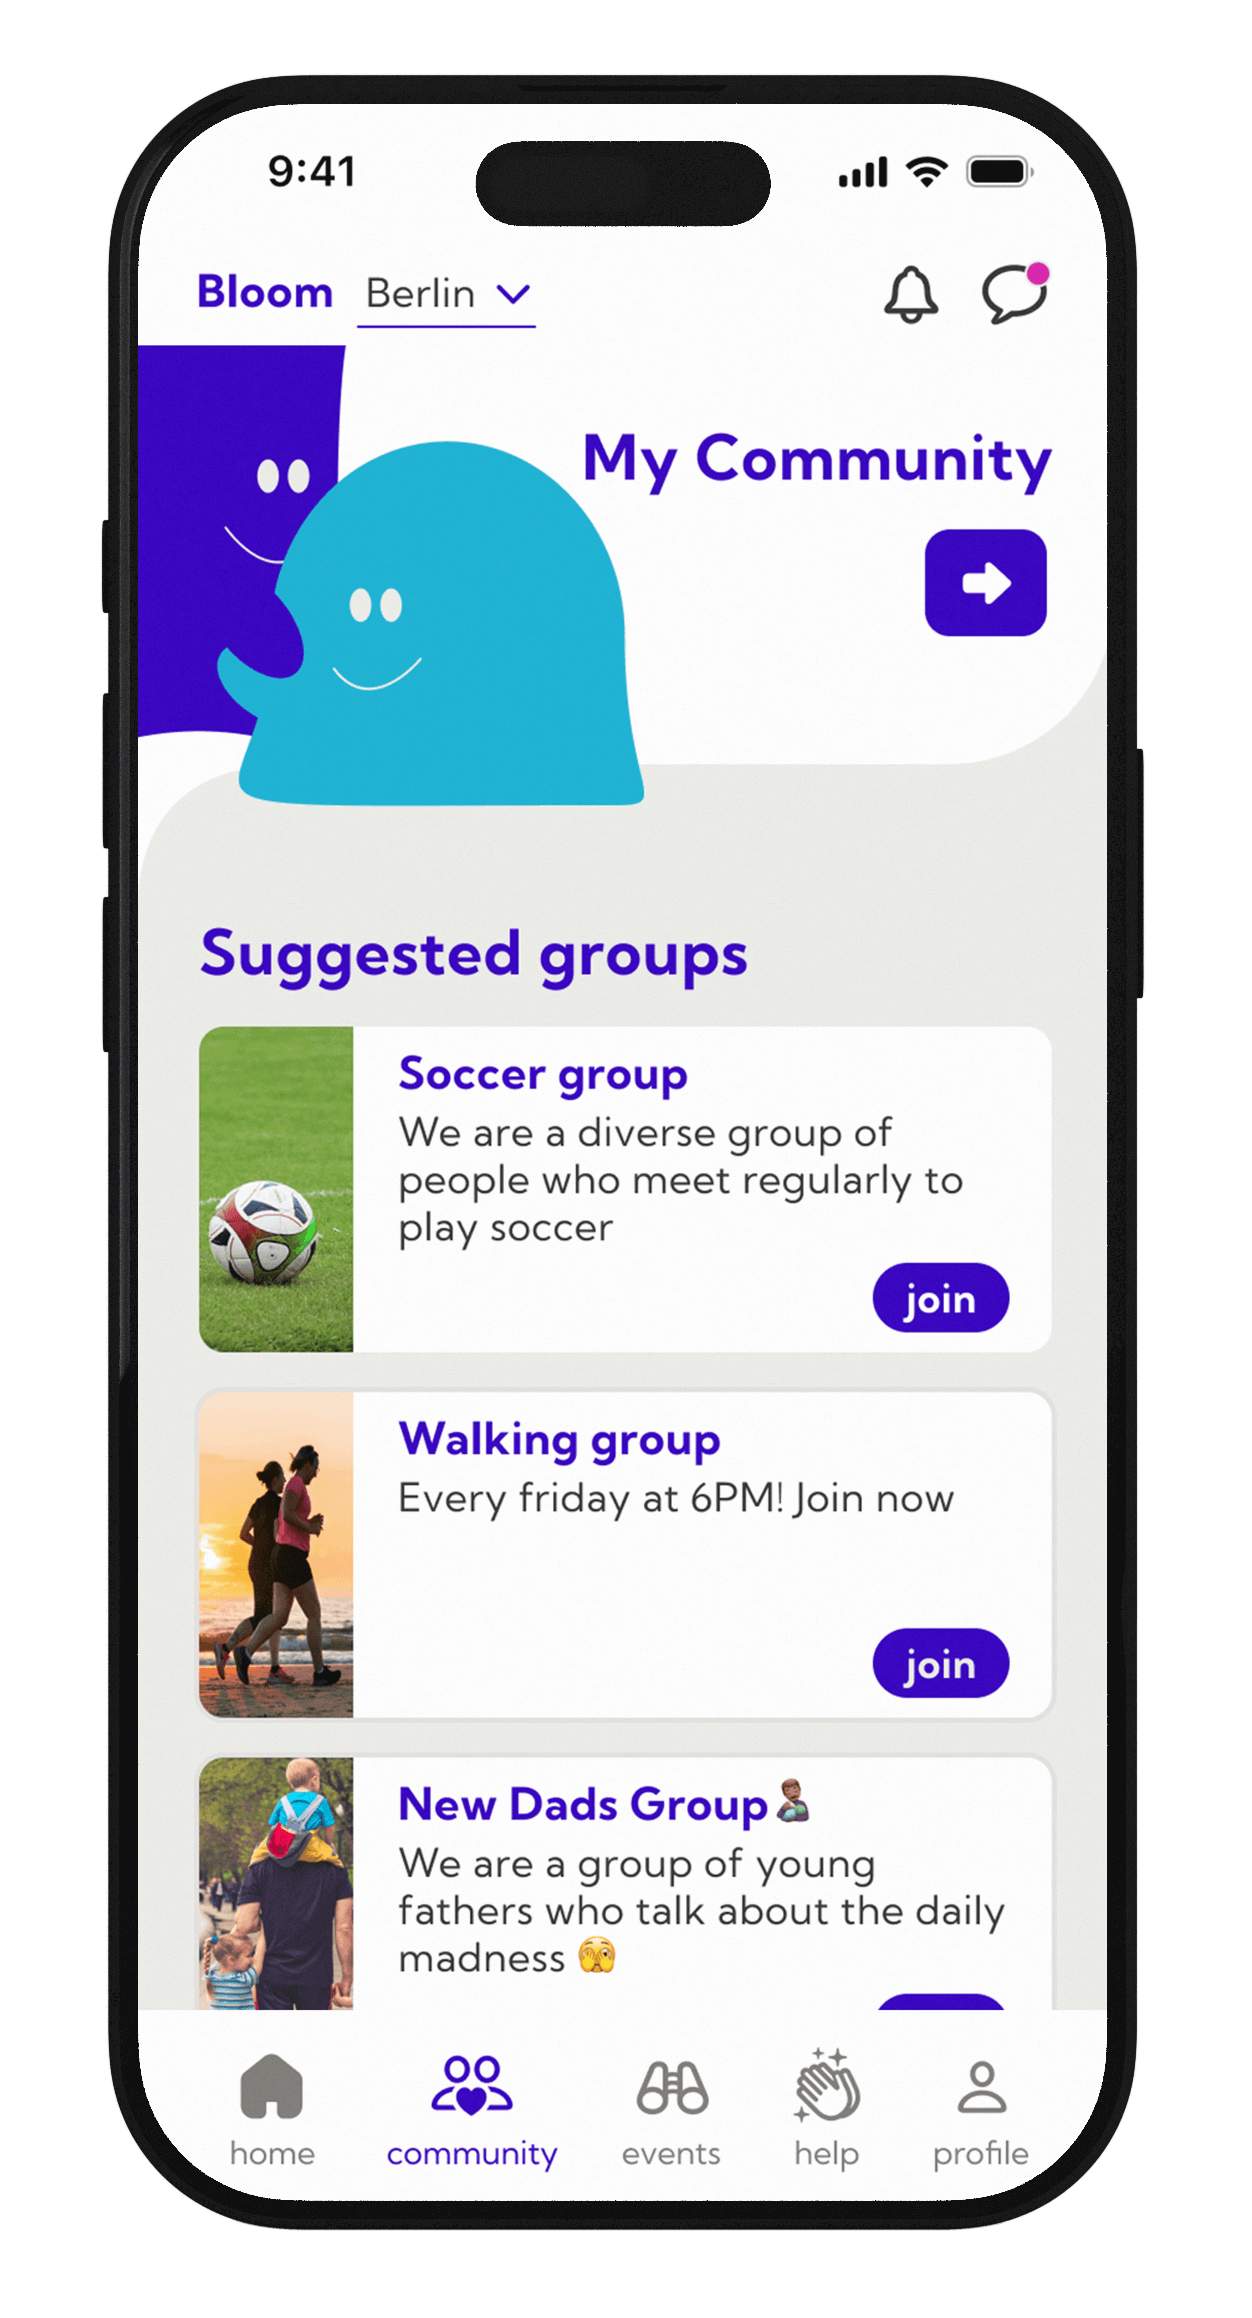 9:41
Bloom Berlin
My Community
Suggested groups
Soccer group
We are a diverse group of
people who meet regularly to
play soccer
join
Walking group
Every friday at 6PM! Join now
join
New Dads Group🧑🏾‍🍼
We are a group of young
fathers who talk about the daily
madness 🫣
home community events help profile